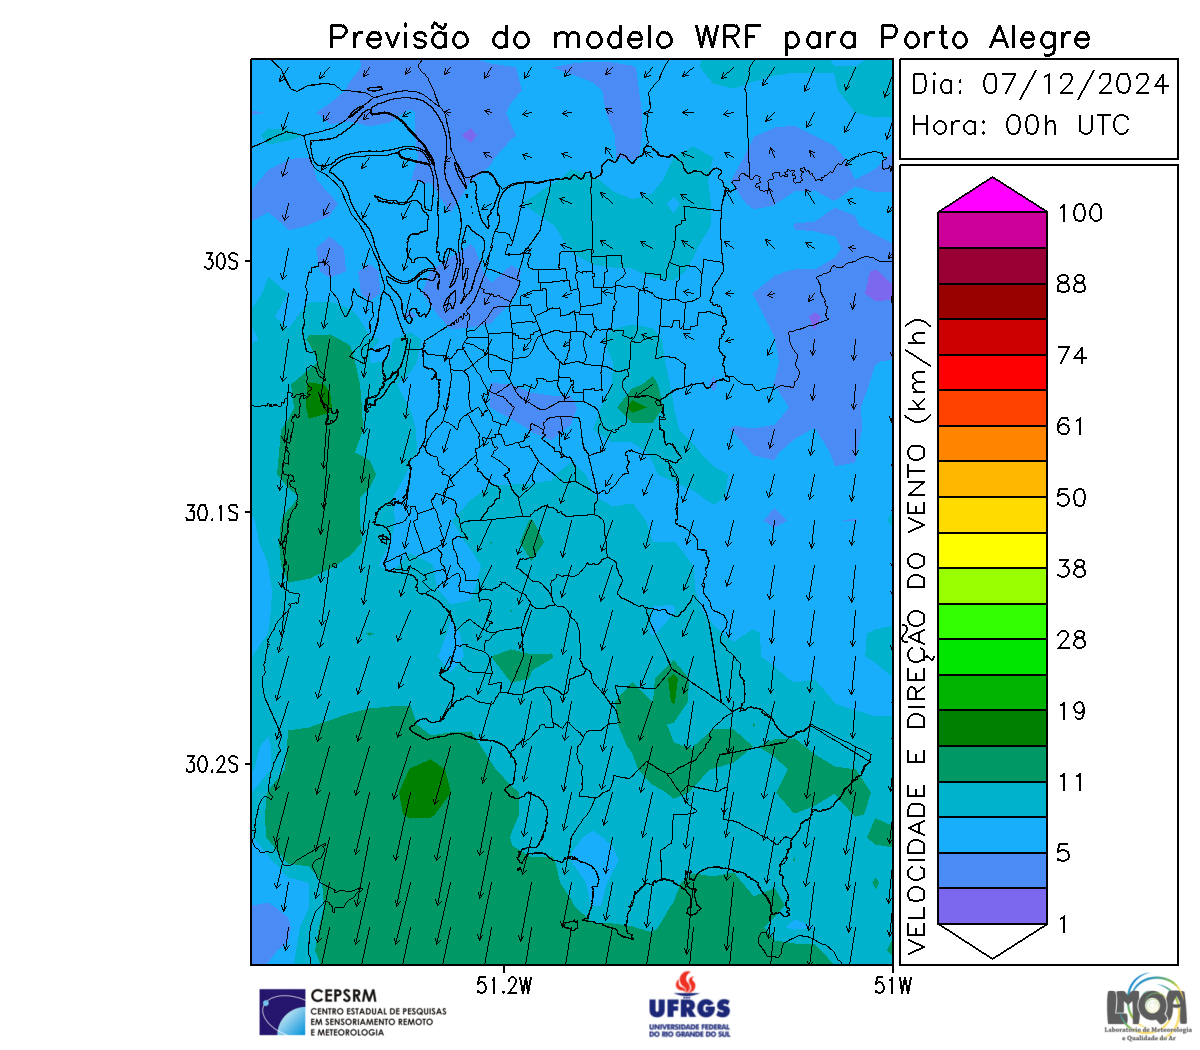 Previsão do modelo WRF para Porto Alegre
Dia: 07/12/2024
Hora: 00h UTC
30S
30.1S
30.2S
51.2W
51W
VELOCIDADE E DIREÇÃO DO VENTO (km/h)
100
88
74
61
50
38
28
19
11
5
1
CEPSRM
CENTRO ESTADUAL DE PESQUISAS
EM SENSORIAMENTO REMOTO
E METEOROLOGIA
UFRGS
UNIVERSIDADE FEDERAL
DO RIO GRANDE DO SUL
LMQA
Laboratório de Meteorologia
e Qualidade do Ar